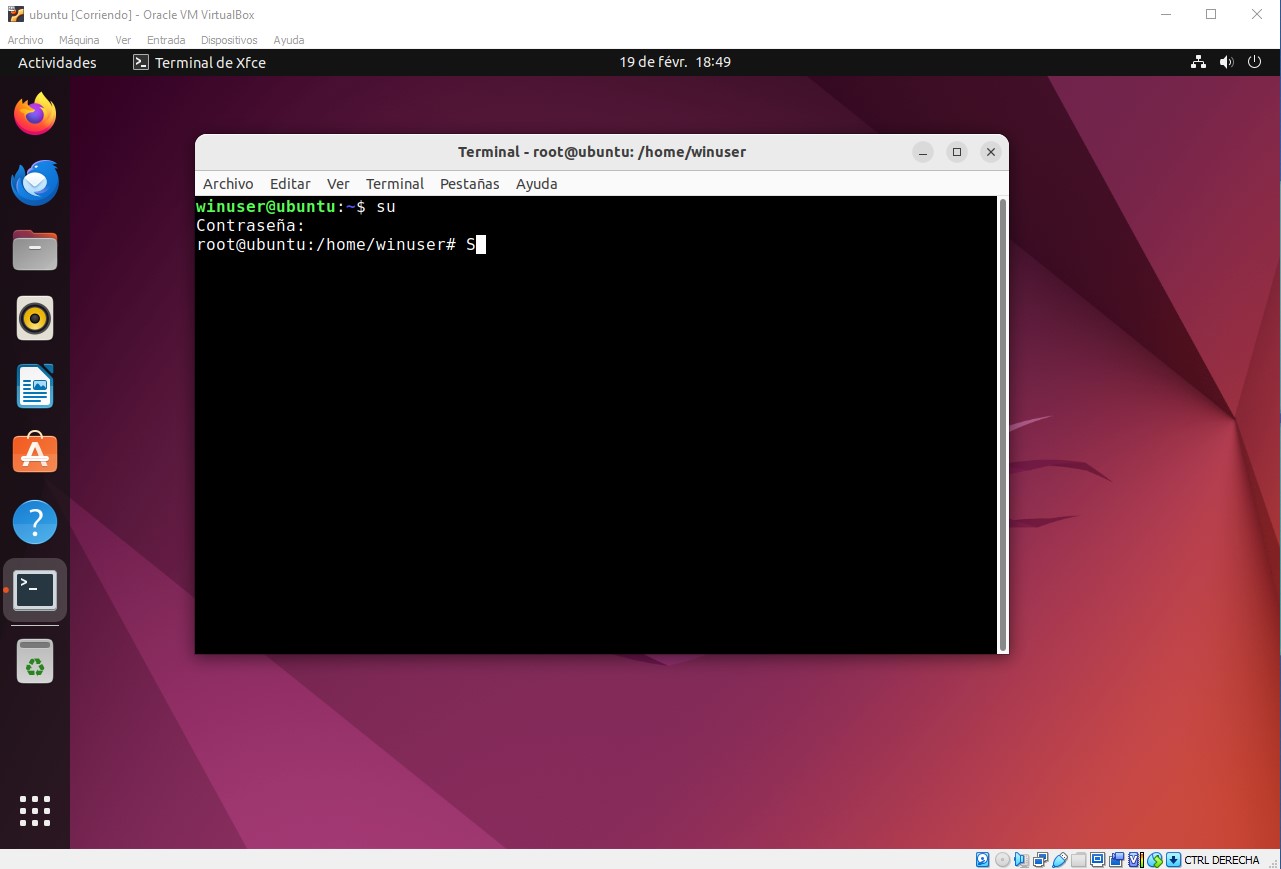 ubuntu [Corriendo] - Oracle VM VirtualBox
Archivo Máquina Ver Entrada Dispositivos Ayuda
Actividades Terminal de Xfce 19 de févr. 18:49
Terminal - root@ubuntu: /home/winuser
Archivo Editar Ver Terminal Pestañas Ayuda
winuser@ubuntu:~$ su
Contraseña:
root@ubuntu:/home/winuser# S
CTRL DERECHA